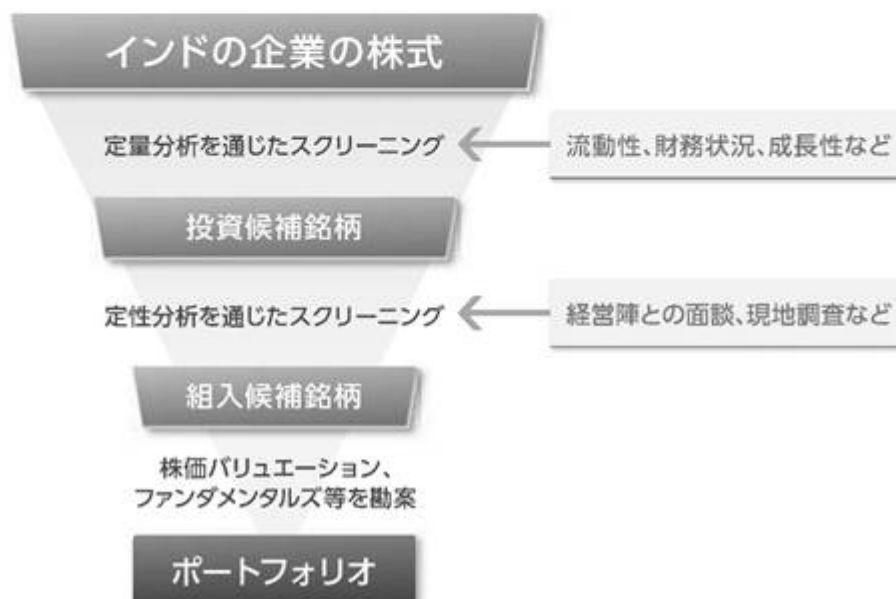 インドの企業の株式
定量分析を通じたスクリーニング
流動性、財務状況、成長性など
投資候補銘柄
定性分析を通じたスクリーニング
経営陣との面談、現地調査など
組入候補銘柄
株価バリュエーション、
ファンダメンタルズ等を勘案
ポートフォリオ